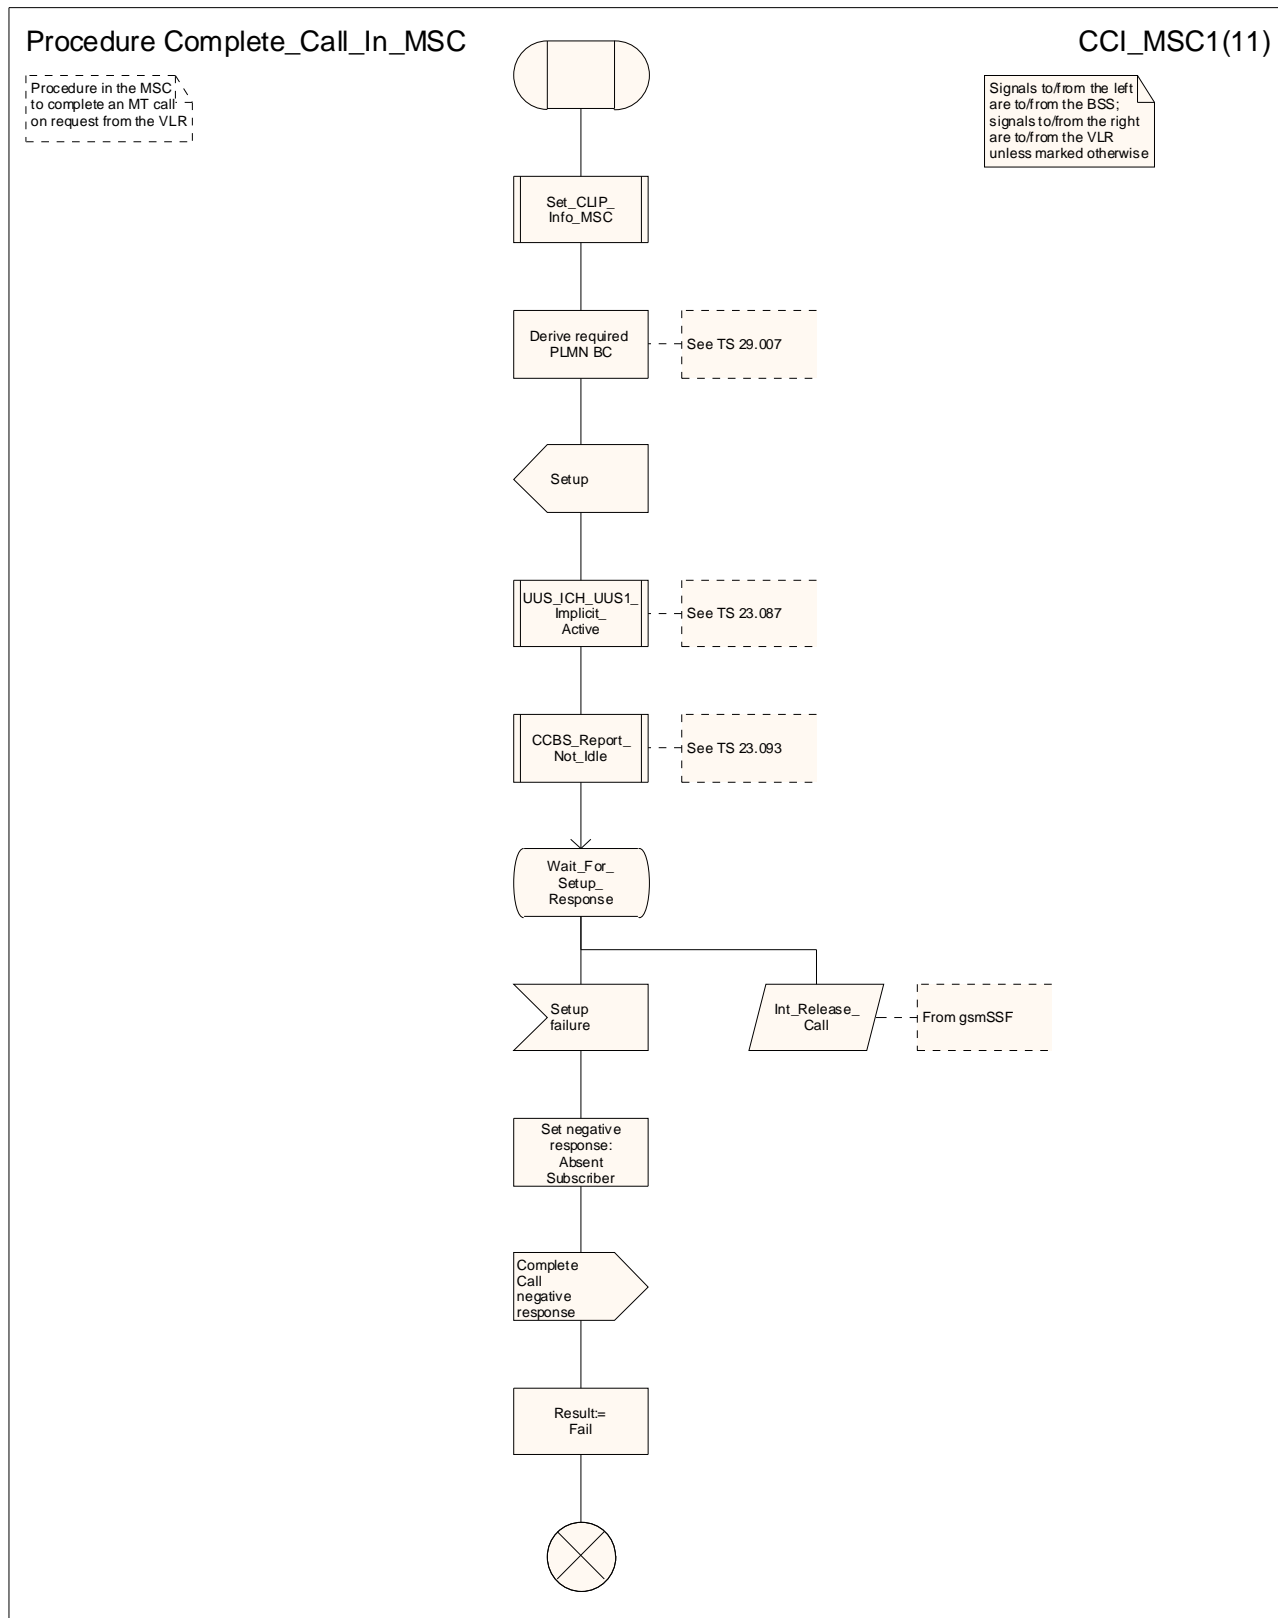 Procedure Complete_Call_In_MSC
CCI_MSC1(11)
Procedure in the MSC
to complete an MT call
on request from the VLR
Signals to/from the left
are to/from the BSS;
signals to/from the right
are to/from the VLR
unless marked otherwise
Set_CLIP_
Info_MSC
Derive required
PLMN BC
See TS 29.007
Setup
UUS_ICH_UUS1_
Implicit_
Active
See TS 23.087
CCBS_Report_
Not_Idle
See TS 23.093
Wait_For_
Setup_
Response
Setup
failure
Int_Release_
Call
From gsmSSF
Set negative
response:
Absent
Subscriber
Complete
Call
negative
response
Result:=
Fail